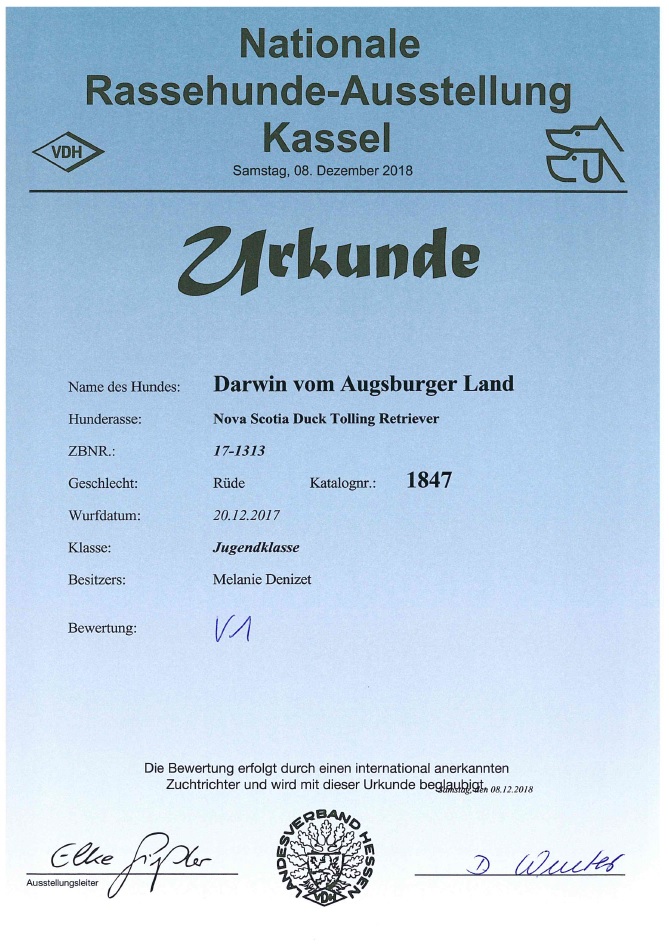 Nationale
Rassehunde-Ausstellung
Kassel
VDH
Samstag, 08. Dezember 2018
Urkunde
Name des Hundes: Darwin vom Augsburger Land
Hunderasse: Nova Scotia Duck Tolling Retriever
ZBNR.: 17-1313
Geschlecht: Rüde Katalognr.: 1847
Wurfdatum: 20.12.2017
Klasse: Jugendklasse
Besitzers: Melanie Denizet
Bewertung: V1
Die Bewertung erfolgt durch einen international anerkannten
Zuchtrichter und wird mit dieser Urkunde beglaubigt.
Samstag, den 08.12.2018
Elke
D Winter
Ausstellungsleiter
LANDESVERBAND HESSEN
VDH